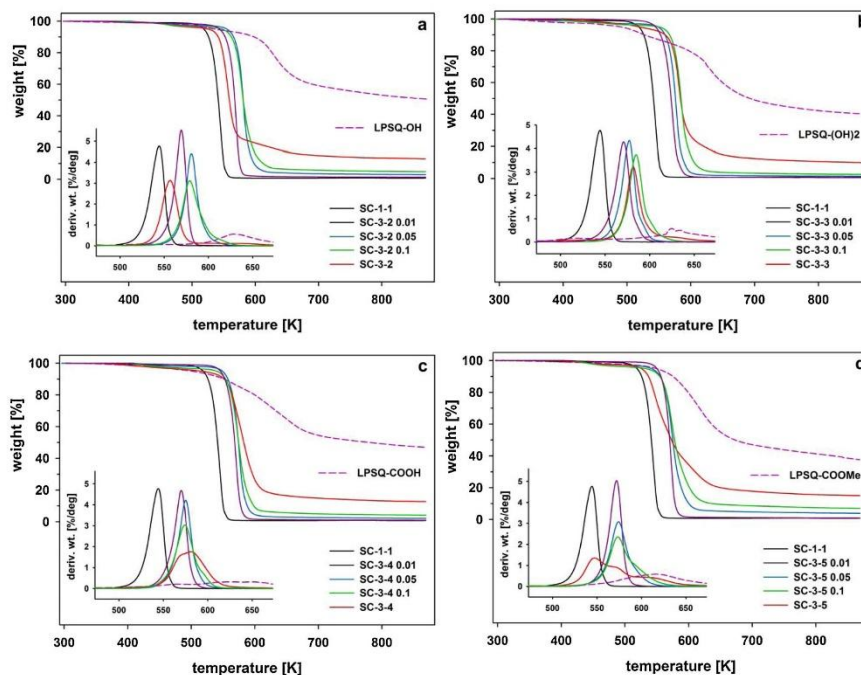 a
weight [%]
100
80
60
40
20
0
LPSQ-OH
deriv. wt. [%/deg]
5
4
3
2
1
0
500
550
600
650
SC-1-1
SC-3-2 0.01
SC-3-2 0.05
SC-3-2 0.1
SC-3-2
300
400
500
600
700
800
temperature [K]
weight [%]
100
80
60
40
20
0
LPSQ-(OH)2
deriv. wt. [%/deg]
5
4
3
2
1
0
500
550
600
650
SC-1-1
SC-3-3 0.01
SC-3-3 0.05
SC-3-3 0.1
SC-3-3
300
400
500
600
700
800
temperature [K]
c
weight [%]
100
80
60
40
20
0
LPSQ-COOH
deriv. wt. [%/deg]
5
4
3
2
1
0
500
550
600
650
SC-1-1
SC-3-4 0.01
SC-3-4 0.05
SC-3-4 0.1
SC-3-4
300
400
500
600
700
800
temperature [K]
weight [%]
100
80
60
40
20
0
LPSQ-COOMe
deriv. wt. [%/deg]
5
4
3
2
1
0
550
600
650
SC-1-1
SC-3-5 0.01
SC-3-5 0.05
SC-3-5 0.1
SC-3-5
300
400
500
600
700
800
temperature [K]